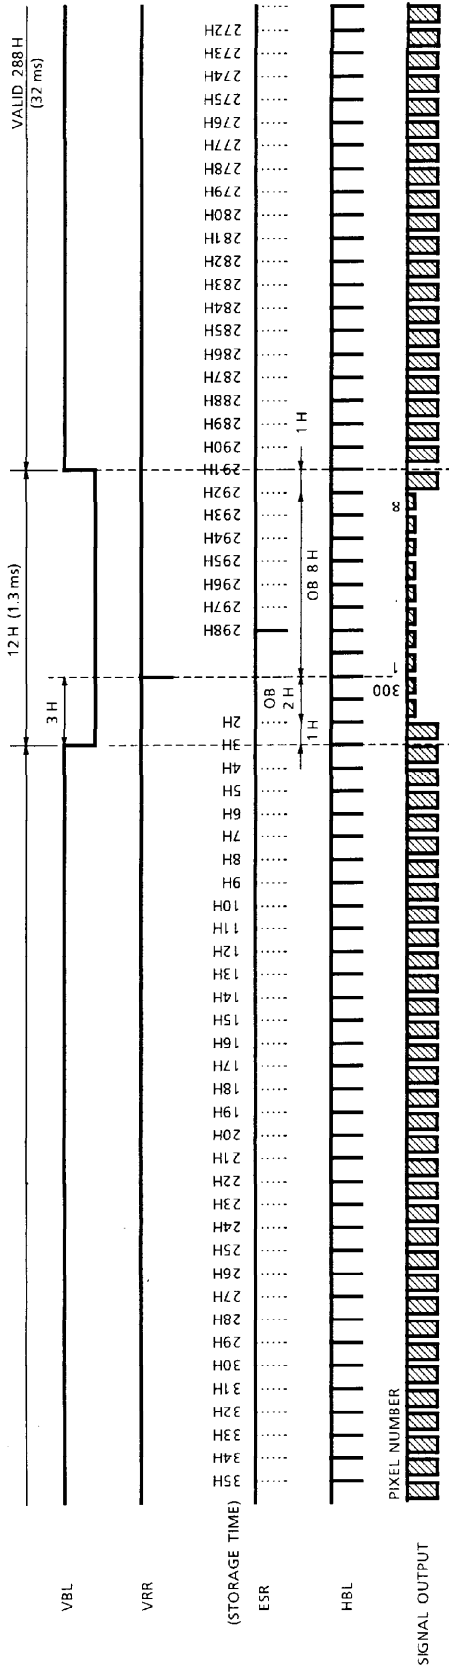 VALID 288H
(32 ms)
12H (1.3 ms)
VBL
3 H
VRR
(STORAGE TIME)
35H
34H
33H
32H
31H
30H
29H
28H
27H
26H
25H
24H
23H
22H
21H
20H
19H
18H
17H
16H
15H
14H
13H
12H
11H
10H
9H
8H
7H
6H
5H
4H
3H
2H
298H
297H
296H
295H
294H
293H
292H
291H
290H
289H
288H
287H
286H
285H
284H
283H
282H
281H
280H
279H
278H
277H
276H
275H
274H
273H
272H
ESR
1 H
OB
2 H
OB 8 H
1 H
HBL
PIXEL NUMBER
300
1
8
SIGNAL OUTPUT